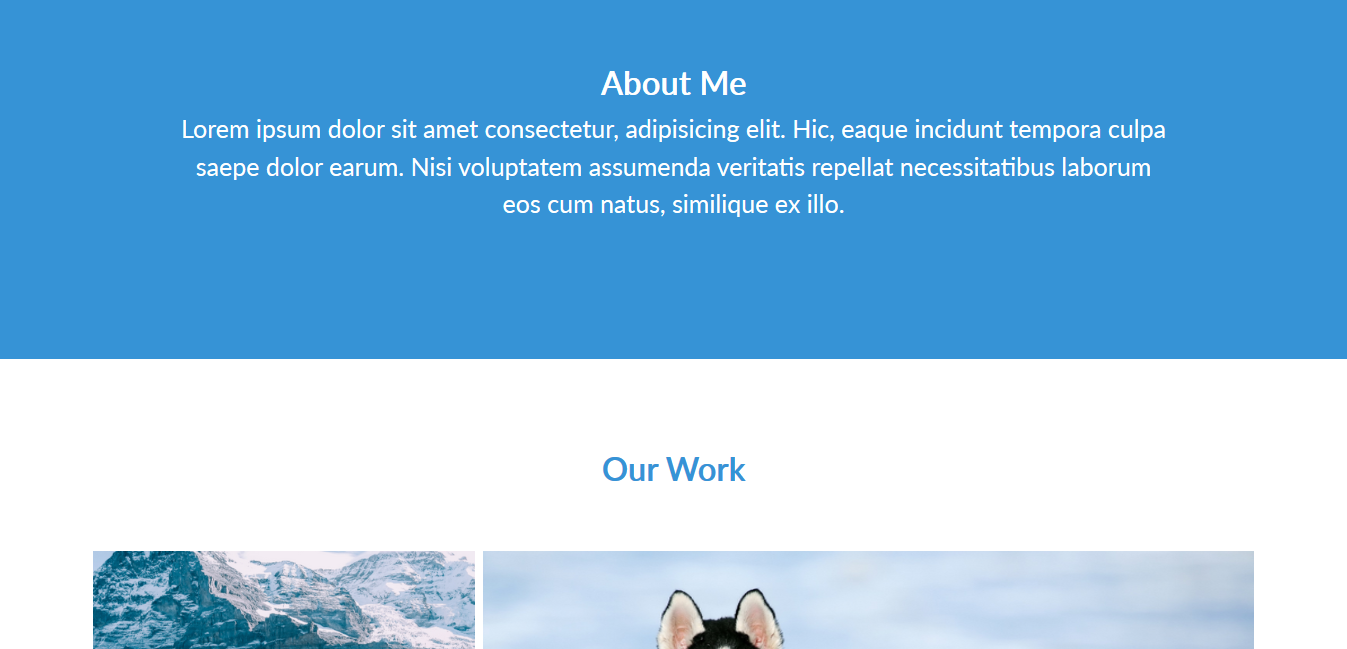 About Me
Lorem ipsum dolor sit amet consectetur, adipisicing elit. Hic, eaque incidunt tempora culpa
saepe dolor earum. Nisi voluptatem assumenda veritatis repellat necessitatibus laborum
eos cum natus, similique ex illo.
Our Work